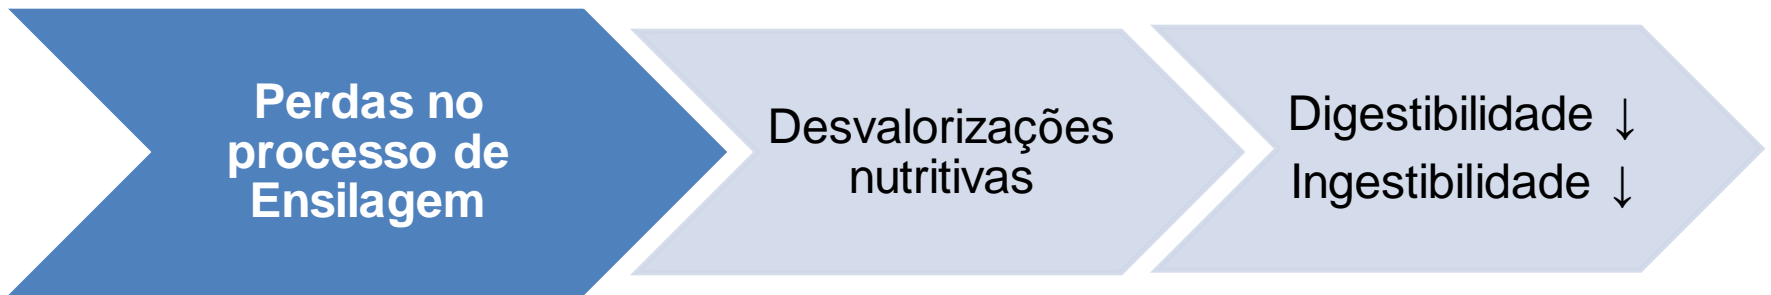 Perdas no
processo de
Ensilagem
Desvalorizações
nutritivas
Digestibilidade ↓
Ingestibilidade ↓